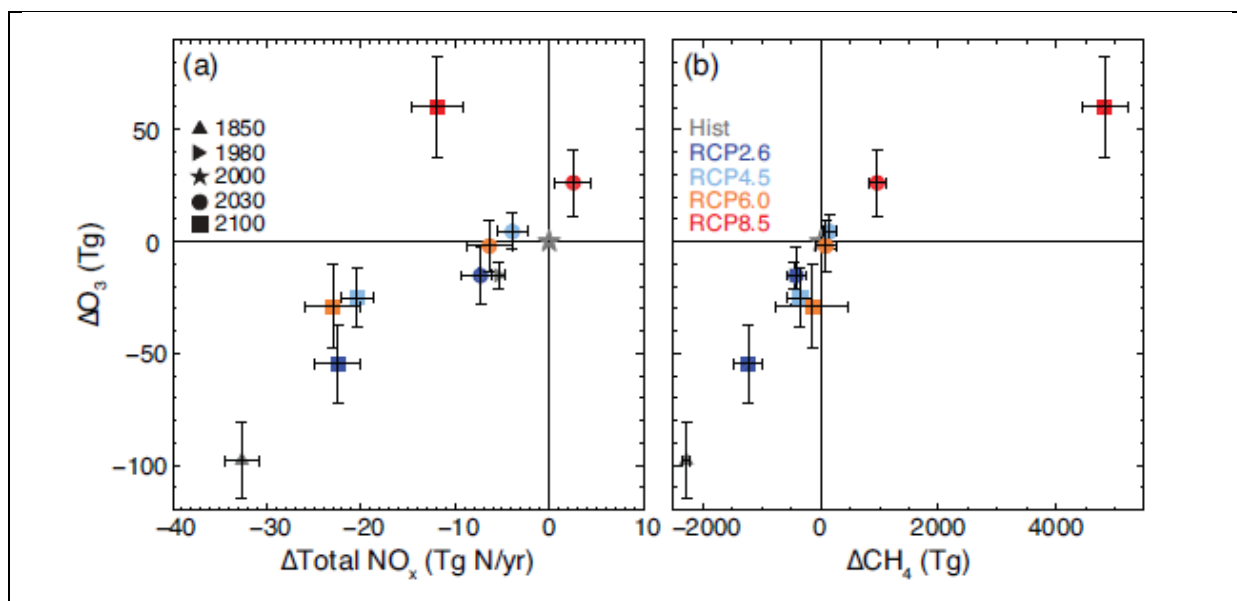 (a)
(b)
1850
1980
2000
2030
2100
Hist
RCP2.6
RCP4.5
RCP6.0
RCP8.5
50
0
−50
−100
ΔO₃ (Tg)
−40 −30 −20 −10 0 10
−2000 0 2000 4000
ΔTotal NOₓ (Tg N/yr)
ΔCH₄ (Tg)